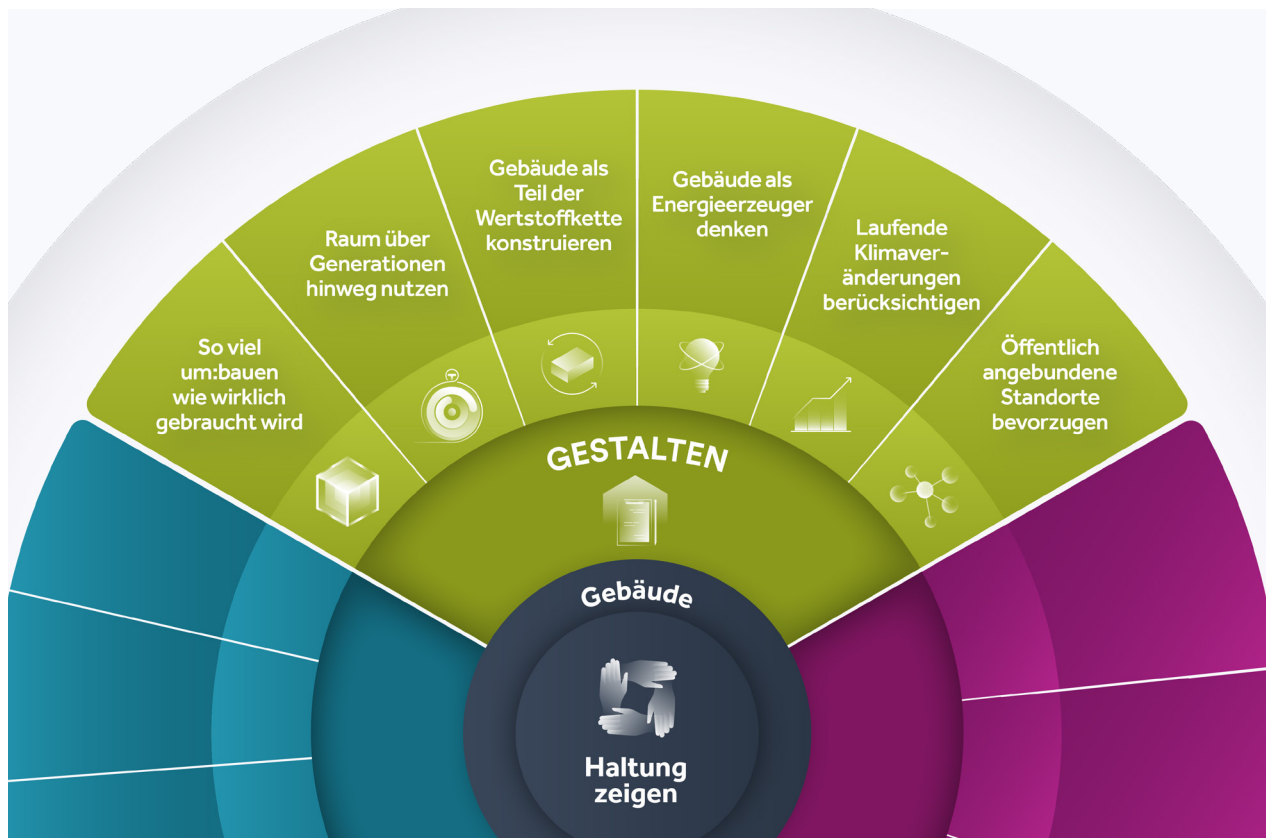 So viel
um:bauen
wie wirklich
gebraucht wird
Raum über
Generationen
hinweg nutzen
Gebäude als
Teil der
Wertstoffkette
konstruieren
Gebäude als
Energieerzeuger
denken
Laufende
Klimaver-
änderungen
berücksichtigen
Öffentlich
angebundene
Standorte
bevorzugen
GESTALTEN
Gebäude
Haltung
zeigen